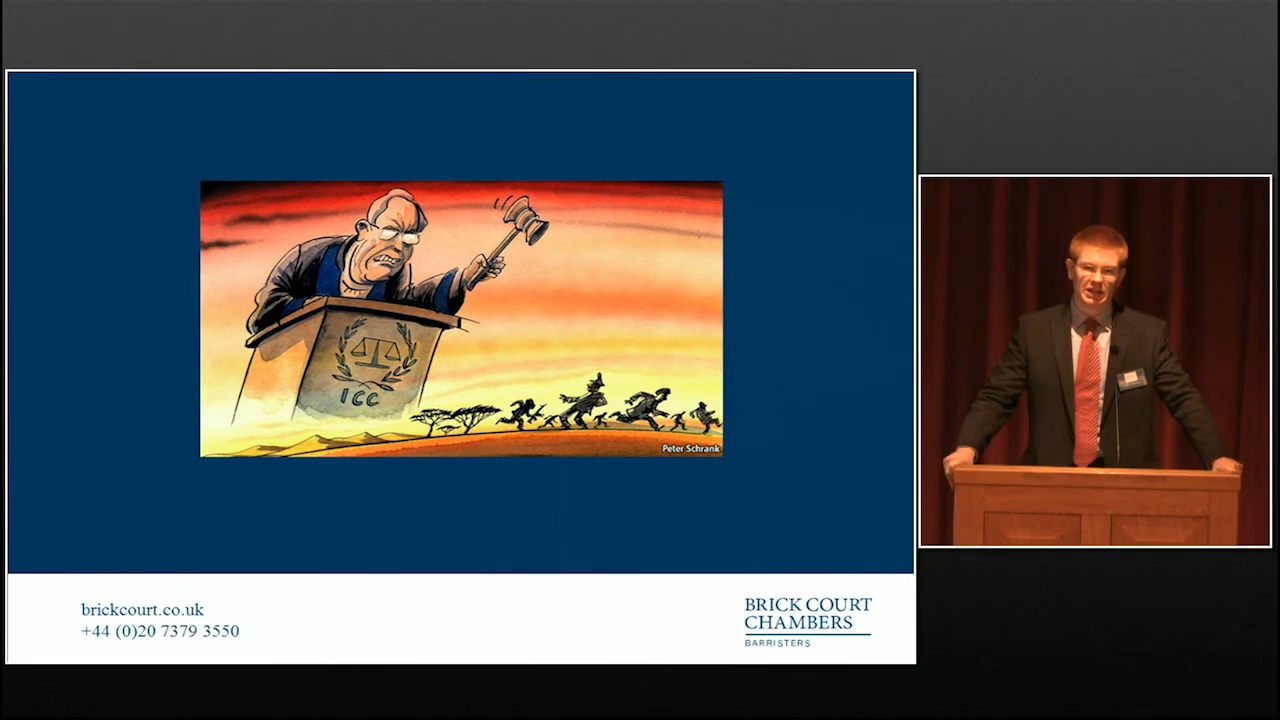 ICC
Peter Schrank
brickcourt.co.uk
+44 (0)20 7379 3550
BRICK COURT
CHAMBERS
BARRISTERS